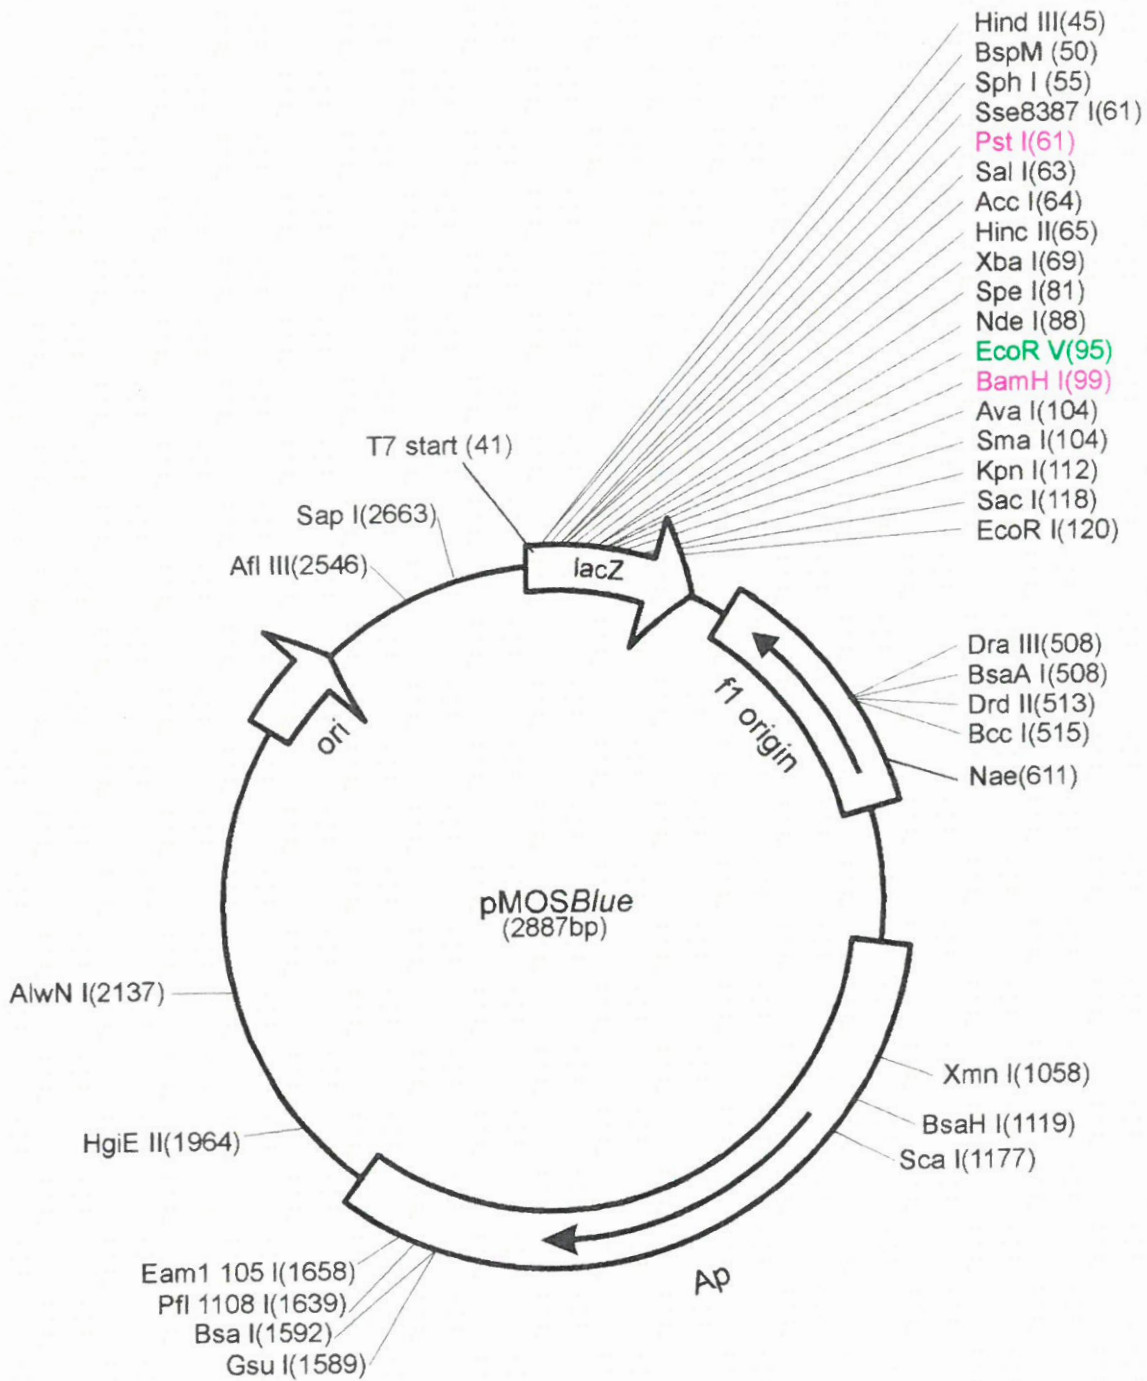 Hind III(45)
BspM (50)
Sph I (55)
Sse8387 I(61)
Pst I(61)
Sal I(63)
Acc I(64)
Hinc II(65)
Xba I(69)
Spe I(81)
Nde I(88)
EcoR V(95)
BamH I(99)
Ava I(104)
Sma I(104)
Kpn I(112)
Sac I(118)
EcoR I(120)
T7 start (41)
Sap I(2663)
Afl III(2546)
lacZ
ori
f1 origin
Dra III(508)
BsaA I(508)
Drd II(513)
Bcc I(515)
Nae(611)
pMOSBlue
(2887bp)
AlwN I(2137)
HgiE II(1964)
Xmn I(1058)
BsaH I(1119)
Sca I(1177)
Eam1 105 I(1658)
Pfl 1108 I(1639)
Bsa I(1592)
Gsu I(1589)
Ap